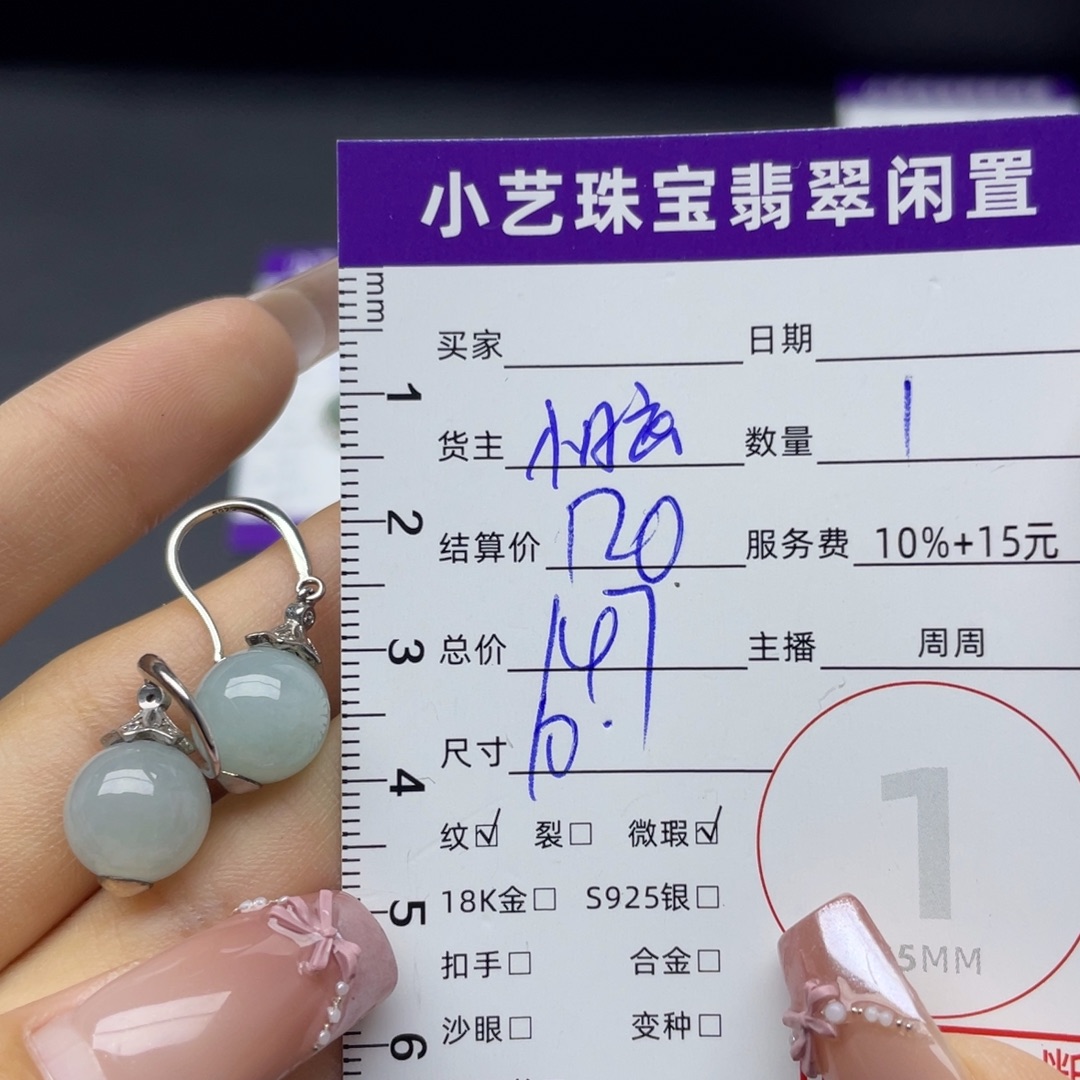 小艺珠宝翡翠闲置
mm
买家 日期
货主 数量 1
结算价 120 服务费 10%+15元
总价 147 主播 周周
尺寸
纹☑ 裂□ 微瑕☑
18K金□ S925银□
扣手□ 合金□
沙眼□ 变种□
1
2
3
4
5
6
1
5MM